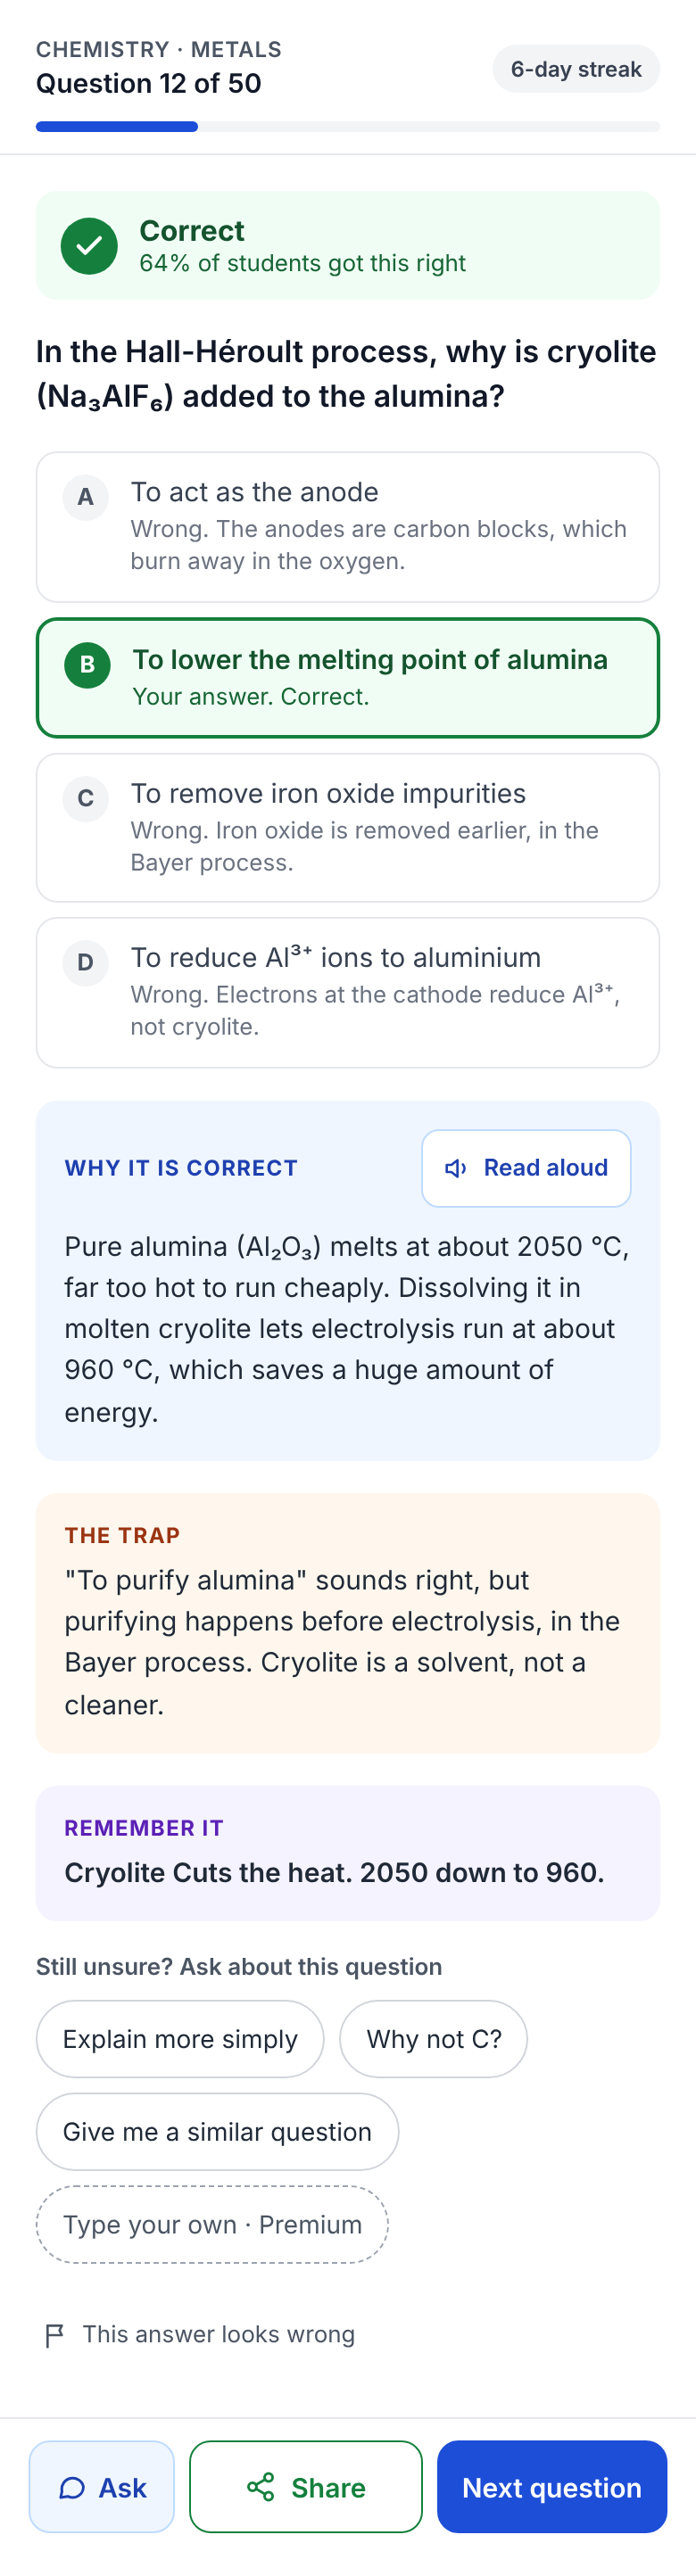 CHEMISTRY · METALS
Question 12 of 50
6-day streak
Correct
64% of students got this right
In the Hall-Héroult process, why is cryolite
(Na₃AlF₆) added to the alumina?
A
To act as the anode
Wrong. The anodes are carbon blocks, which
burn away in the oxygen.
B
To lower the melting point of alumina
Your answer. Correct.
C
To remove iron oxide impurities
Wrong. Iron oxide is removed earlier, in the
Bayer process.
D
To reduce Al³⁺ ions to aluminium
Wrong. Electrons at the cathode reduce Al³⁺,
not cryolite.
WHY IT IS CORRECT
Read aloud
Pure alumina (Al₂O₃) melts at about 2050 °C,
far too hot to run cheaply. Dissolving it in
molten cryolite lets electrolysis run at about
960 °C, which saves a huge amount of
energy.
THE TRAP
"To purify alumina" sounds right, but
purifying happens before electrolysis, in the
Bayer process. Cryolite is a solvent, not a
cleaner.
REMEMBER IT
Cryolite Cuts the heat. 2050 down to 960.
Still unsure? Ask about this question
Explain more simply
Why not C?
Give me a similar question
Type your own · Premium
This answer looks wrong
Ask
Share
Next question